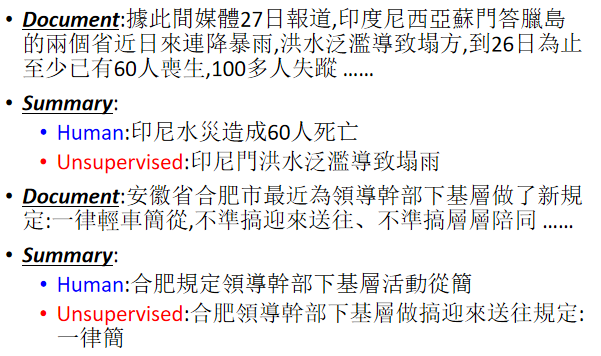 • Document:據此間媒體27日報道,印度尼西亞蘇門答臘島
的兩個省近日來連降暴雨,洪水泛濫導致塌方,到26日為止
至少已有60人喪生,100多人失蹤 ……
• Summary:
• Human:印尼水災造成60人死亡
• Unsupervised:印尼門洪水泛濫導致塌雨
• Document:安徽省合肥市最近為領導幹部下基層做了新規
定:一律輕車簡從,不準搞迎來送往、不準搞層層陪同 ……
• Summary:
• Human:合肥規定領導幹部下基層活動從簡
• Unsupervised:合肥領導幹部下基層做搞迎來送往規定:
一律簡